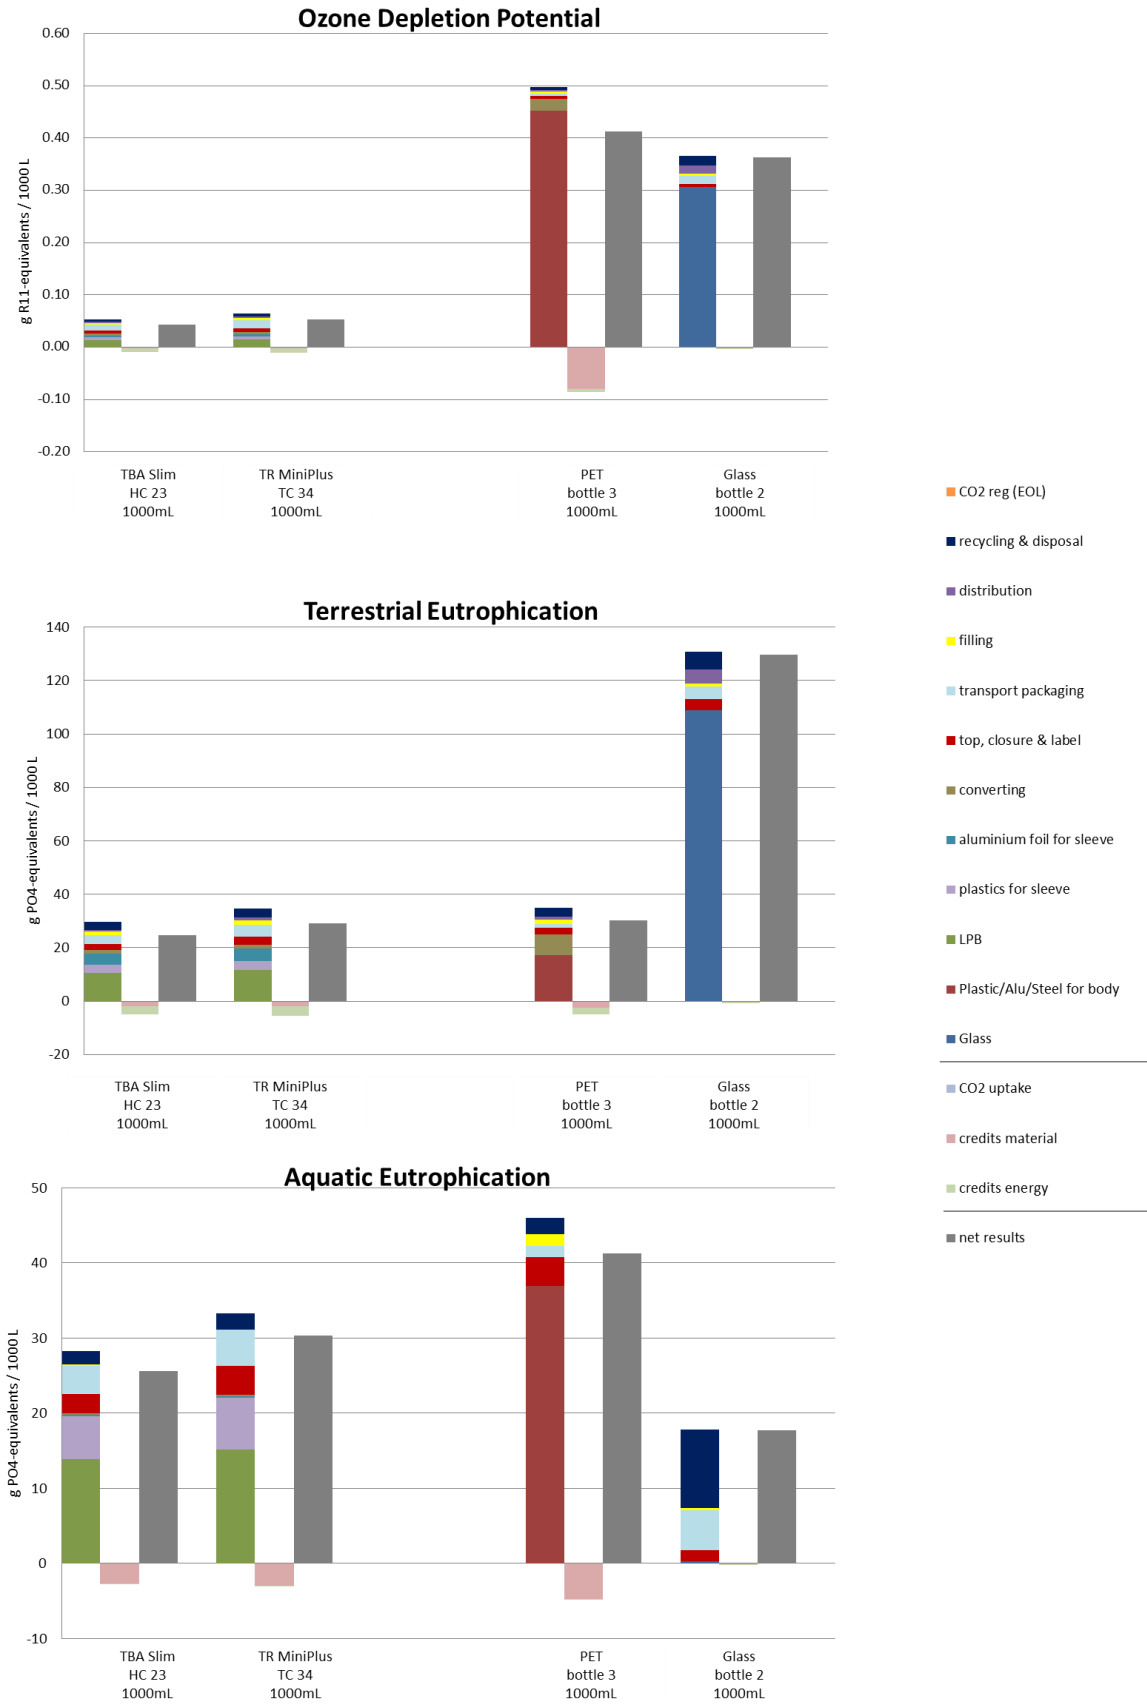 Ozone Depletion Potential
g R11-equivalents / 1000 L
0.60
0.50
0.40
0.30
0.20
0.10
0.00
-0.10
-0.20
TBA Slim
HC 23
1000mL
TR MiniPlus
TC 34
1000mL
PET
bottle 3
1000mL
Glass
bottle 2
1000mL
Terrestrial Eutrophication
g PO4-equivalents / 1000 L
140
120
100
80
60
40
20
0
-20
TBA Slim
HC 23
1000mL
TR MiniPlus
TC 34
1000mL
PET
bottle 3
1000mL
Glass
bottle 2
1000mL
Aquatic Eutrophication
g PO4-equivalents / 1000 L
50
40
30
20
10
0
-10
TBA Slim
HC 23
1000mL
TR MiniPlus
TC 34
1000mL
PET
bottle 3
1000mL
Glass
bottle 2
1000mL
CO2 reg (EOL)
recycling & disposal
distribution
filling
transport packaging
top, closure & label
converting
aluminium foil for sleeve
plastics for sleeve
LPB
Plastic/Alu/Steel for body
Glass
CO2 uptake
credits material
credits energy
net results